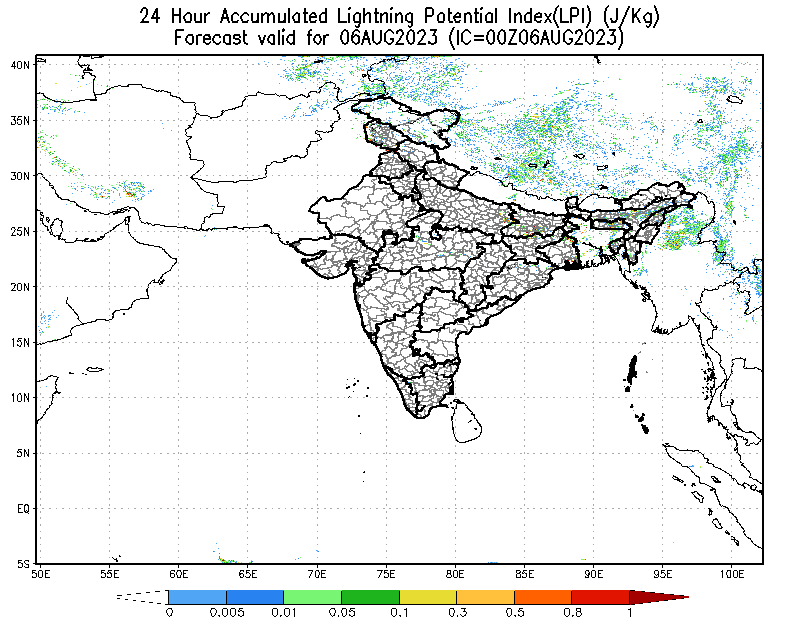 24 Hour Accumulated Lightning Potential Index(LPI) (J/Kg)
Forecast valid for 06AUG2023 (IC=00Z06AUG2023)
40N
35N
30N
25N
20N
15N
10N
5N
EQ
5S
50E 55E 60E 65E 70E 75E 80E 85E 90E 95E 100E
0 0.005 0.01 0.05 0.1 0.3 0.5 0.8 1